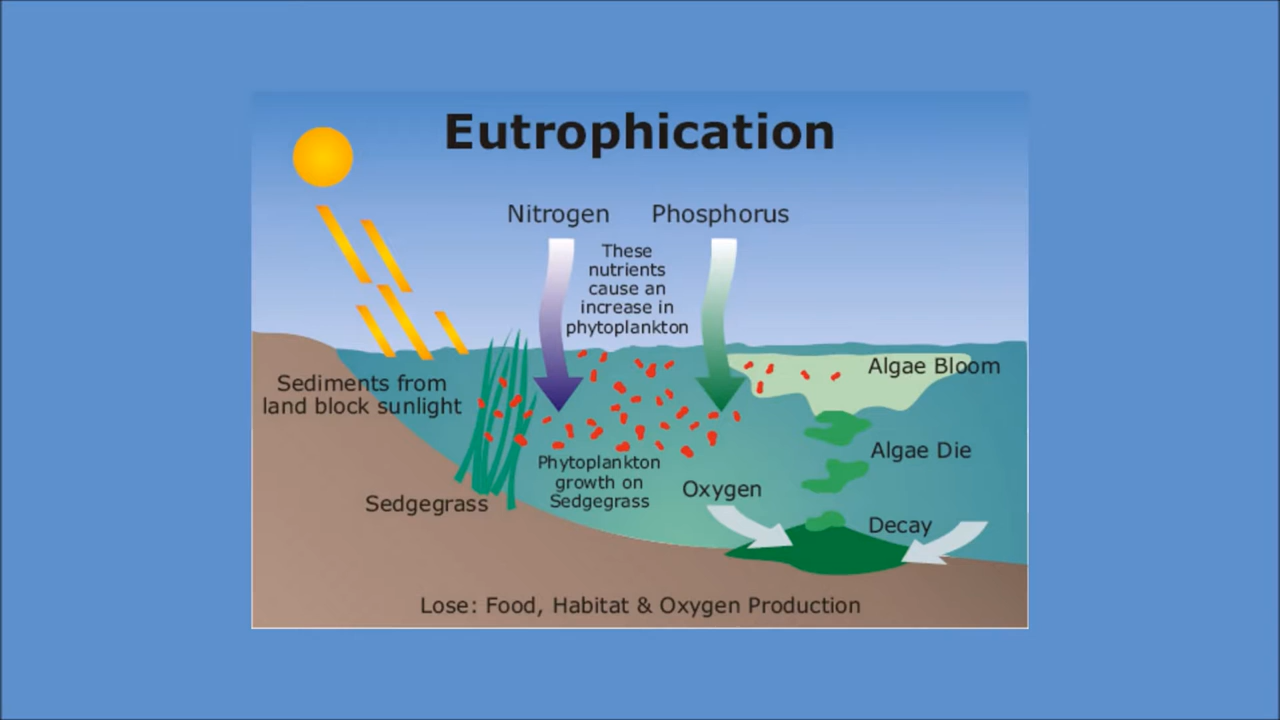 Eutrophication
Nitrogen
Phosphorus
These
nutrients
cause an
increase in
phytoplankton
Sediments from
land block sunlight
Algae Bloom
Algae Die
Phytoplankton
growth on
Sedgegrass
Oxygen
Sedgegrass
Decay
Lose: Food, Habitat & Oxygen Production